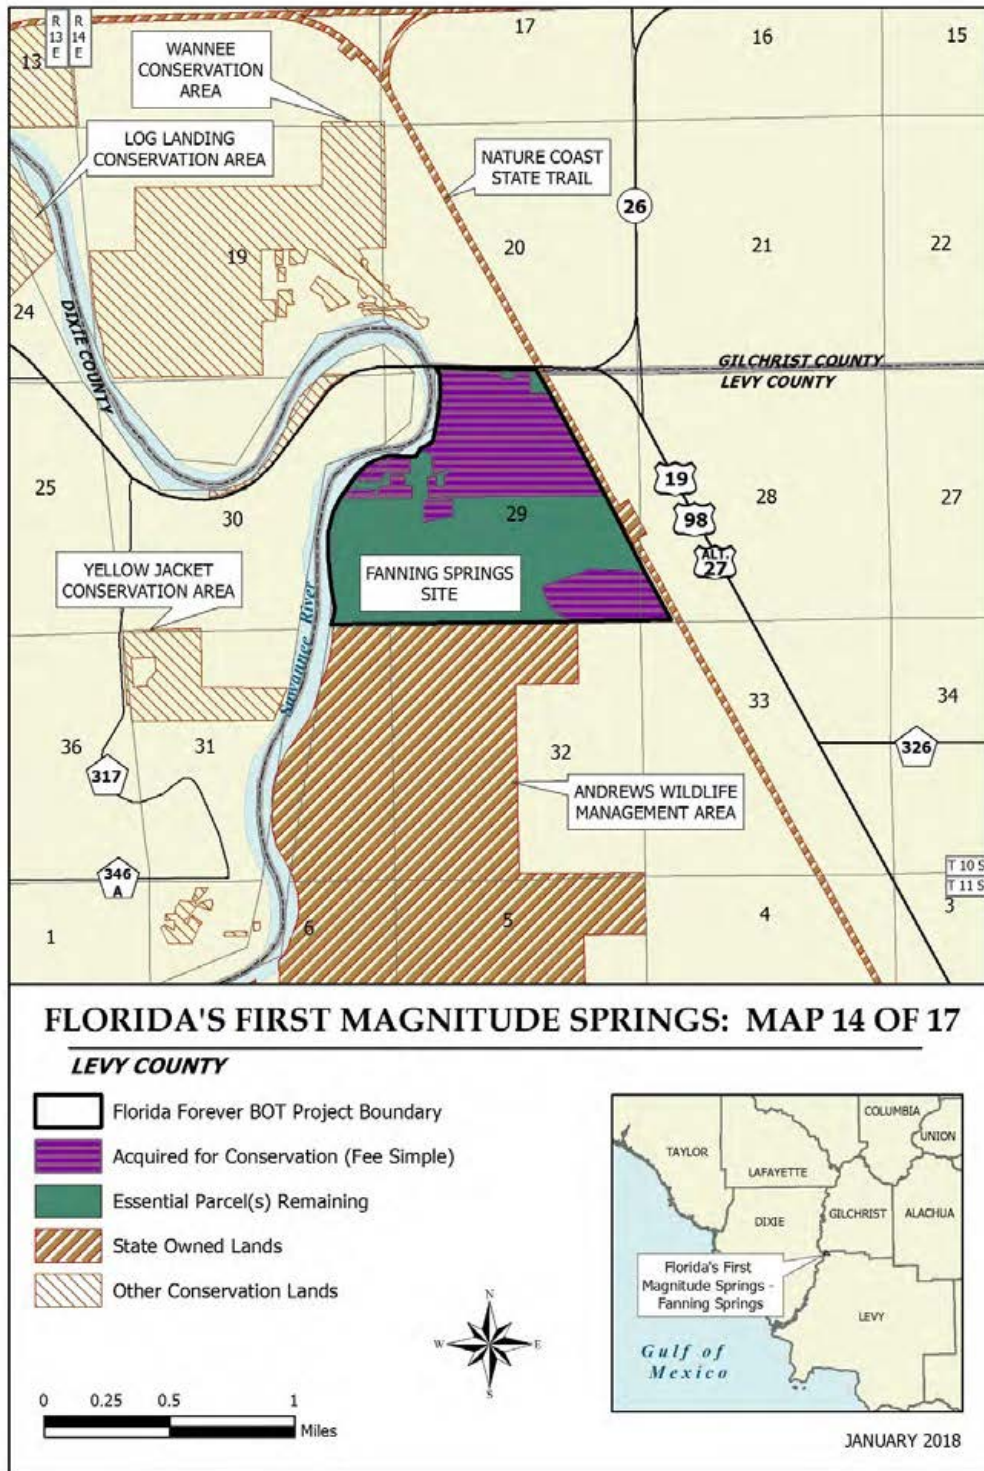 R
13
E
R
14
E
17
16
15
13
WANNEE
CONSERVATION
AREA
LOG LANDING
CONSERVATION AREA
NATURE COAST
STATE TRAIL
26
19
20
21
22
24
DIXIE COUNTY
GILCHRIST COUNTY
LEVY COUNTY
25
30
29
19
98
ALT.
27
28
27
YELLOW JACKET
CONSERVATION AREA
FANNING SPRINGS
SITE
Suwannee River
36
31
32
33
34
317
326
ANDREWS WILDLIFE
MANAGEMENT AREA
346
A
T 10 S
T 11 S
1
6
5
4
3
FLORIDA'S FIRST MAGNITUDE SPRINGS: MAP 14 OF 17
LEVY COUNTY
Florida Forever BOT Project Boundary
Acquired for Conservation (Fee Simple)
Essential Parcel(s) Remaining
State Owned Lands
Other Conservation Lands
N
W
E
S
0 0.25 0.5 1
Miles
COLUMBIA
UNION
TAYLOR
LAFAYETTE
DIXIE
GILCHRIST
ALACHUA
Florida's First
Magnitude Springs -
Fanning Springs
LEVY
Gulf of
Mexico
JANUARY 2018